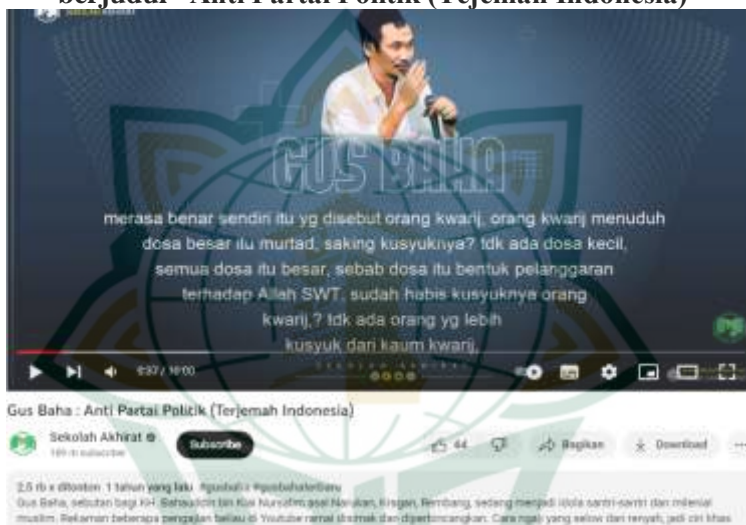 berjudul "Anti Partai Politik (Tejemah Indonesia)"
GUS BAHA
merasa benar sendiri itu yg disebut orang kwarij, orang kwarij menuduh
dosa besar itu murtad, saking kusyuknya? tdk ada dosa kecil,
semua dosa itu besar, sebab dosa itu bentuk pelanggaran
terhadap Allah SWT. sudah habis kusyuknya orang
kwarij,? tdk ada orang yg lebih
kusyuk dari kaum kwarij,
0:37 / 10:00
Gus Baha : Anti Partai Politik (Terjemah Indonesia)
Sekolah Akhirat
Subscribe
44
Bagikan
Download
2,5 rb x ditonton 1 tahun yang lalu #gusbaha #gusbahaterbaru
Gus Baha, sebutan bagi KH. Bahauddin bin Kiai Nursalim asal Narukan, Kragan, Rembang, sedang menjadi idola santri-santri dan milenial
muslim. Rekaman beberapa pengajian beliau di Youtube ramai disimak dan diperbincangkan. Cara ngaji yang selow dan renyah, jadi ciri khas